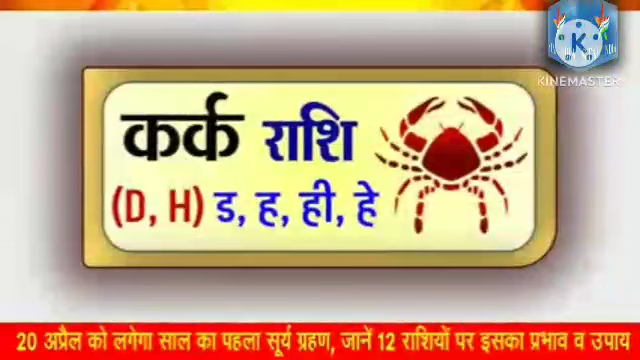 KINEMASTER
कर्क राशि
(D, H) ड, ह, ही, हे
20 अप्रैल को लगेगा साल का पहला सूर्य ग्रहण, जानें 12 राशियों पर इसका प्रभाव व उपाय